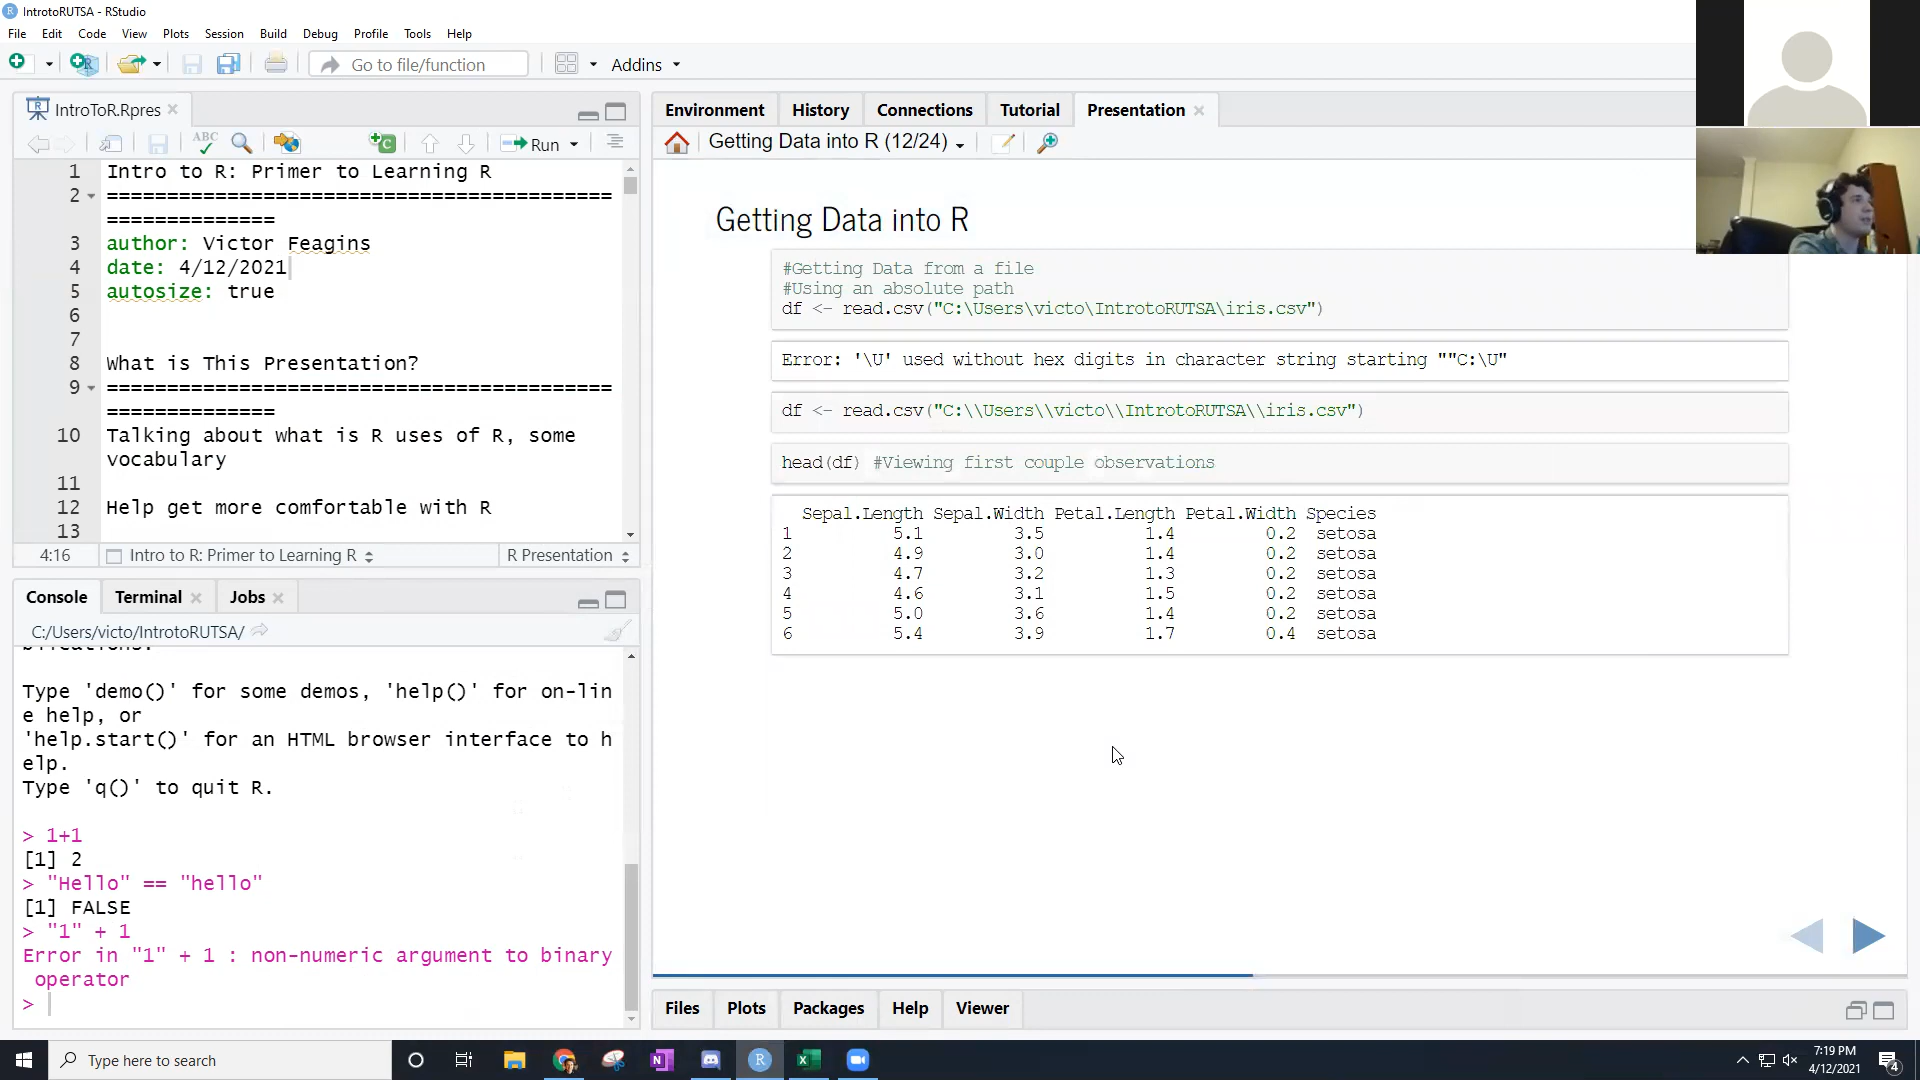 IntrotoRUTSA - RStudio
File Edit Code View Plots Session Build Debug Profile Tools Help
Go to file/function Addins
IntroToR.Rpres
ABC Run
1 Intro to R: Primer to Learning R
2 ==========================================
==============
3 author: Victor Feagins
4 date: 4/12/2021
5 autosize: true
6
7
8 What is This Presentation?
9 ==========================================
==============
10 Talking about what is R uses of R, some
vocabulary
11
12 Help get more comfortable with R
13
4:16 Intro to R: Primer to Learning R R Presentation
Console Terminal Jobs
C:/Users/victo/IntrotoRUTSA/
Type 'demo()' for some demos, 'help()' for on-lin
e help, or
'help.start()' for an HTML browser interface to h
elp.
Type 'q()' to quit R.
> 1+1
[1] 2
> "Hello" == "hello"
[1] FALSE
> "1" + 1
Error in "1" + 1 : non-numeric argument to binary
operator
>
Environment History Connections Tutorial Presentation
Getting Data into R (12/24)
Getting Data into R
#Getting Data from a file
#Using an absolute path
df <- read.csv("C:\Users\victo\IntrotoRUTSA\iris.csv")
Error: '\U' used without hex digits in character string starting ""C:\U"
df <- read.csv("C:\\Users\\victo\\IntrotoRUTSA\\iris.csv")
head(df) #Viewing first couple observations
Sepal.Length Sepal.Width Petal.Length Petal.Width Species
1 5.1 3.5 1.4 0.2 setosa
2 4.9 3.0 1.4 0.2 setosa
3 4.7 3.2 1.3 0.2 setosa
4 4.6 3.1 1.5 0.2 setosa
5 5.0 3.6 1.4 0.2 setosa
6 5.4 3.9 1.7 0.4 setosa
Files Plots Packages Help Viewer
Type here to search
7:19 PM
4/12/2021
4